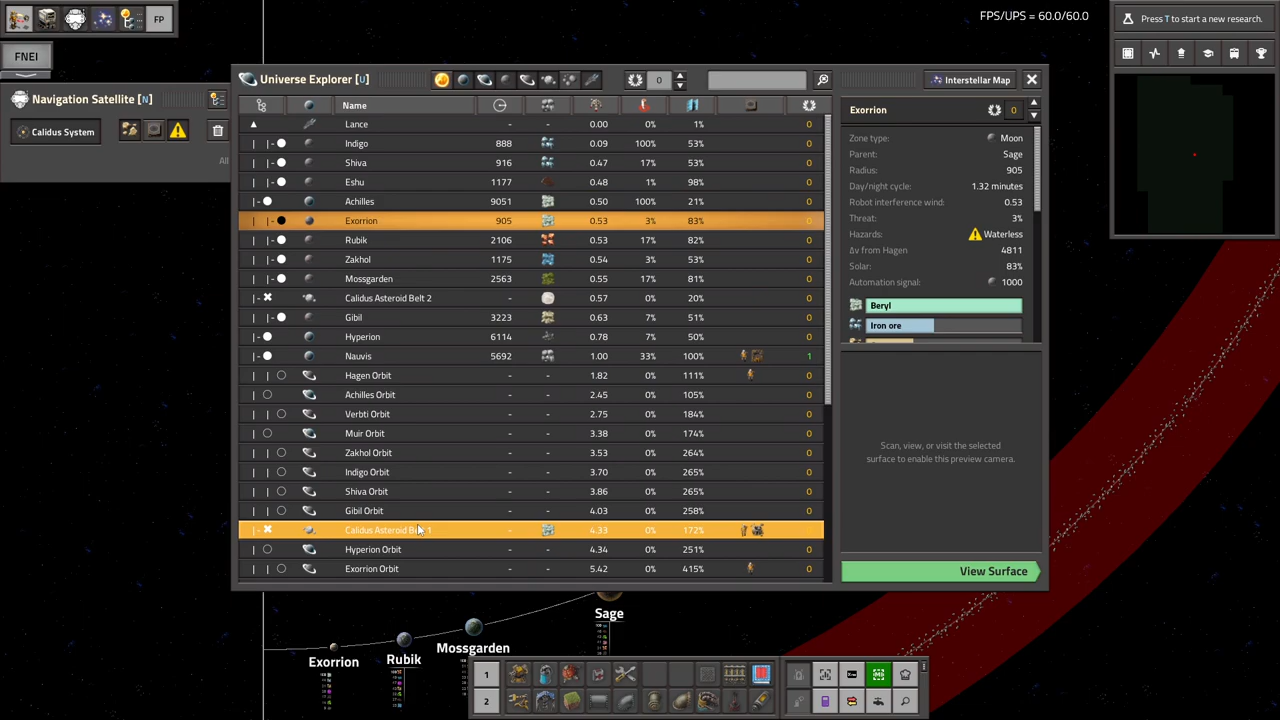 FP
FPS/UPS = 60.0/60.0
Press T to start a new research.
FNEI
Navigation Satellite [N]
Calidus System
All
Universe Explorer [U]
0
Interstellar Map
Name
Lance - - 0.00 0% 1% 0
Indigo 888 0.09 100% 53% 0
Shiva 916 0.47 17% 53% 0
Eshu 1177 0.48 1% 98% 0
Achilles 9051 0.50 100% 21% 0
Exorrion 905 0.53 3% 83% 0
Rubik 2106 0.53 17% 82% 0
Zakhol 1175 0.54 3% 53% 0
Mossgarden 2563 0.55 17% 81% 0
Calidus Asteroid Belt 2 - 0.57 0% 20% 0
Gibil 3223 0.63 7% 51% 0
Hyperion 6114 0.78 7% 50% 0
Nauvis 5692 1.00 33% 100% 1
Hagen Orbit - - 1.82 0% 111% 0
Achilles Orbit - - 2.45 0% 105% 0
Verbti Orbit - - 2.75 0% 184% 0
Muir Orbit - - 3.38 0% 174% 0
Zakhol Orbit - - 3.53 0% 264% 0
Indigo Orbit - - 3.70 0% 265% 0
Shiva Orbit - - 3.86 0% 265% 0
Gibil Orbit - - 4.03 0% 258% 0
Calidus Asteroid Be 1 - 4.33 0% 172% 0
Hyperion Orbit - - 4.34 0% 251% 0
Exorrion Orbit - - 5.42 0% 415% 0
Exorrion 0
Zone type: Moon
Parent: Sage
Radius: 905
Day/night cycle: 1.32 minutes
Robot interference wind: 0.53
Threat: 3%
Hazards: Waterless
Δv from Hagen 4811
Solar: 83%
Automation signal: 1000
Beryl
Iron ore
Scan, view, or visit the selected
surface to enable this preview camera.
View Surface
Sage
Exorrion
Rubik
Mossgarden
1
2